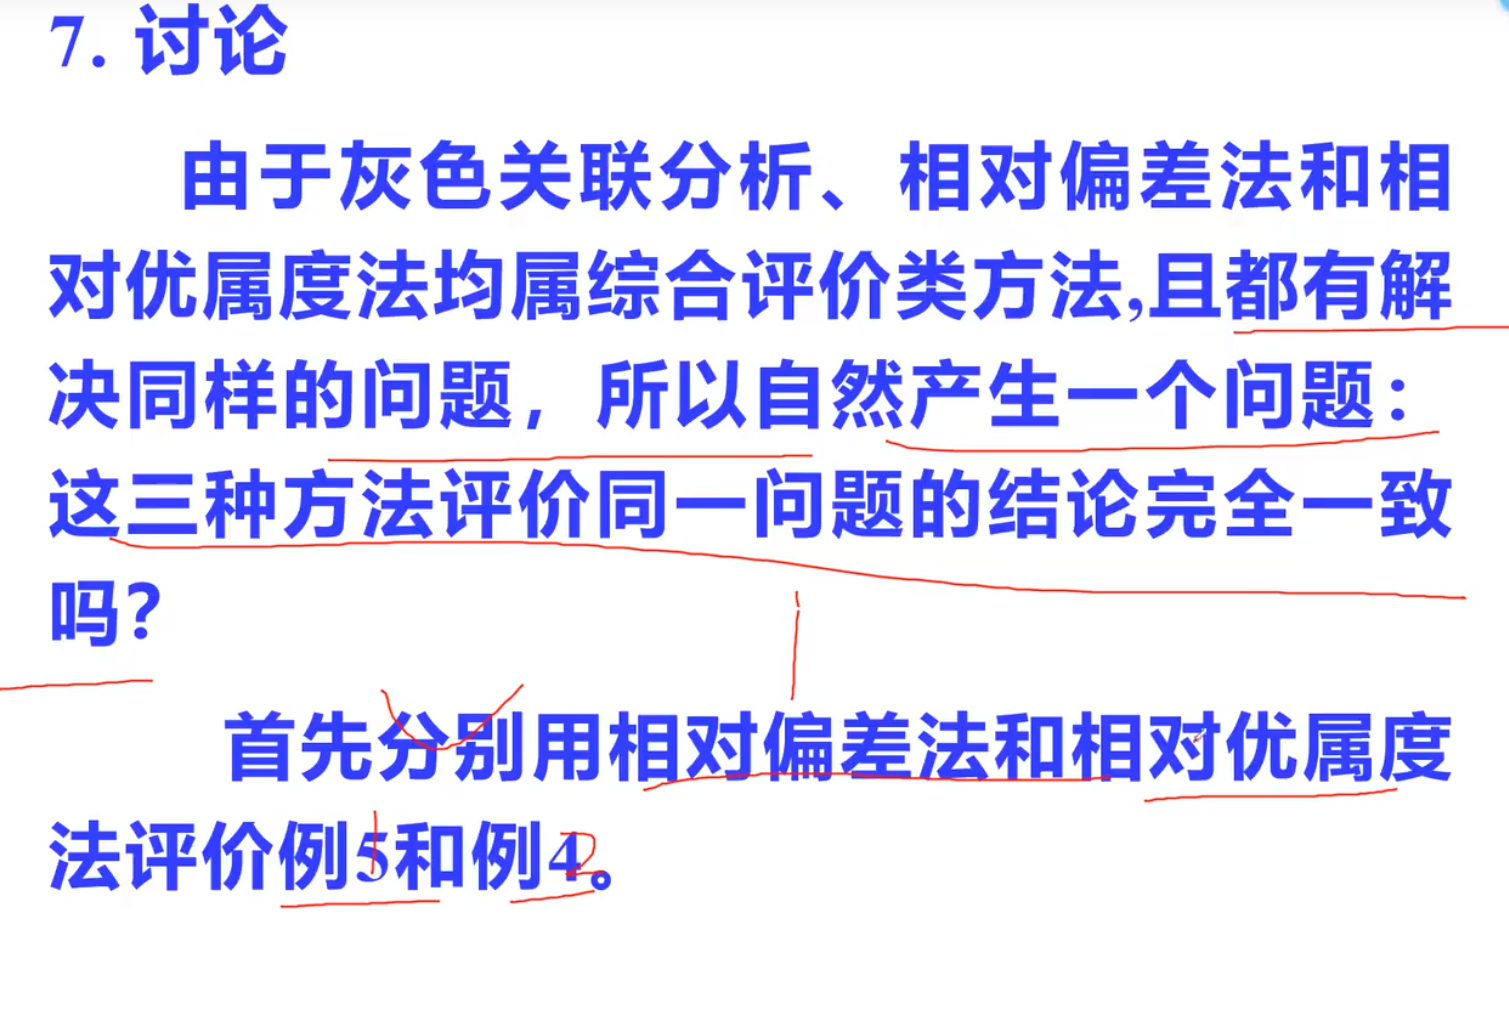 7. 讨论
由于灰色关联分析、相对偏差法和相
对优属度法均属综合评价类方法,且都有解
决同样的问题，所以自然产生一个问题：
这三种方法评价同一问题的结论完全一致
吗？
首先分别用相对偏差法和相对优属度
法评价例5和例4。